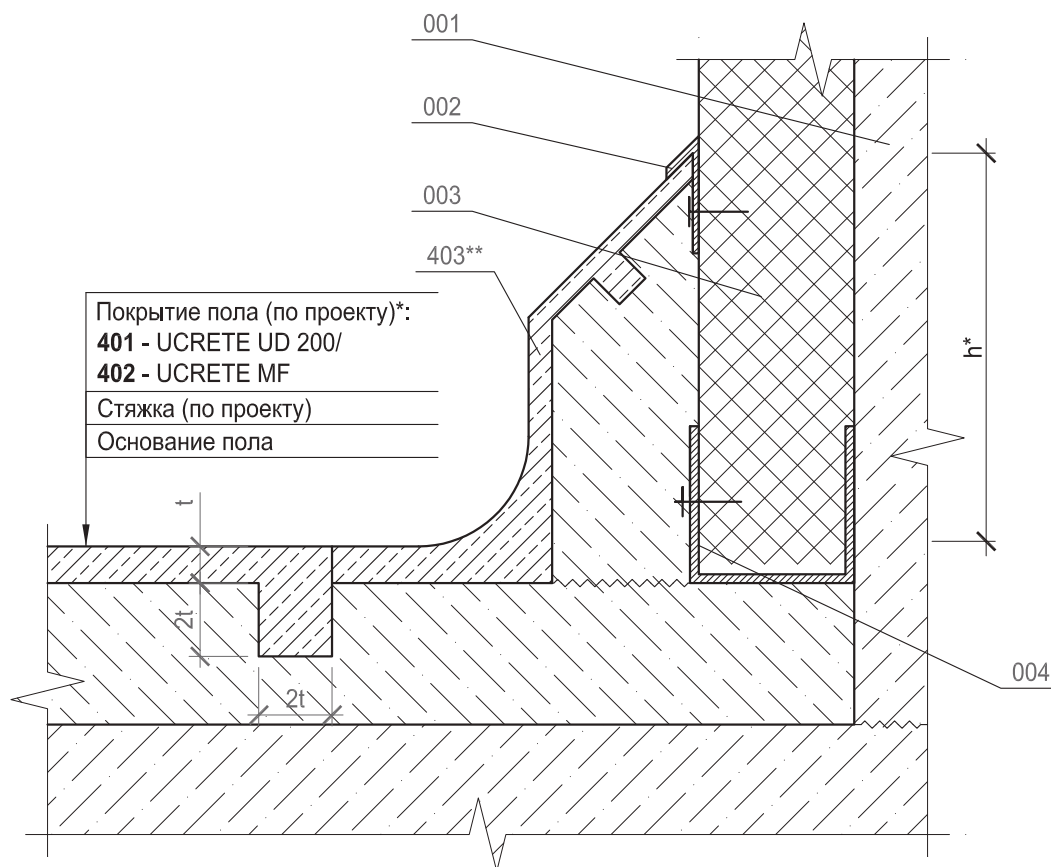 001
002
003
403**
Покрытие пола (по проекту)*:
401 - UCRETE UD 200/
402 - UCRETE MF
Стяжка (по проекту)
Основание пола
h*
t
2t
2t
004